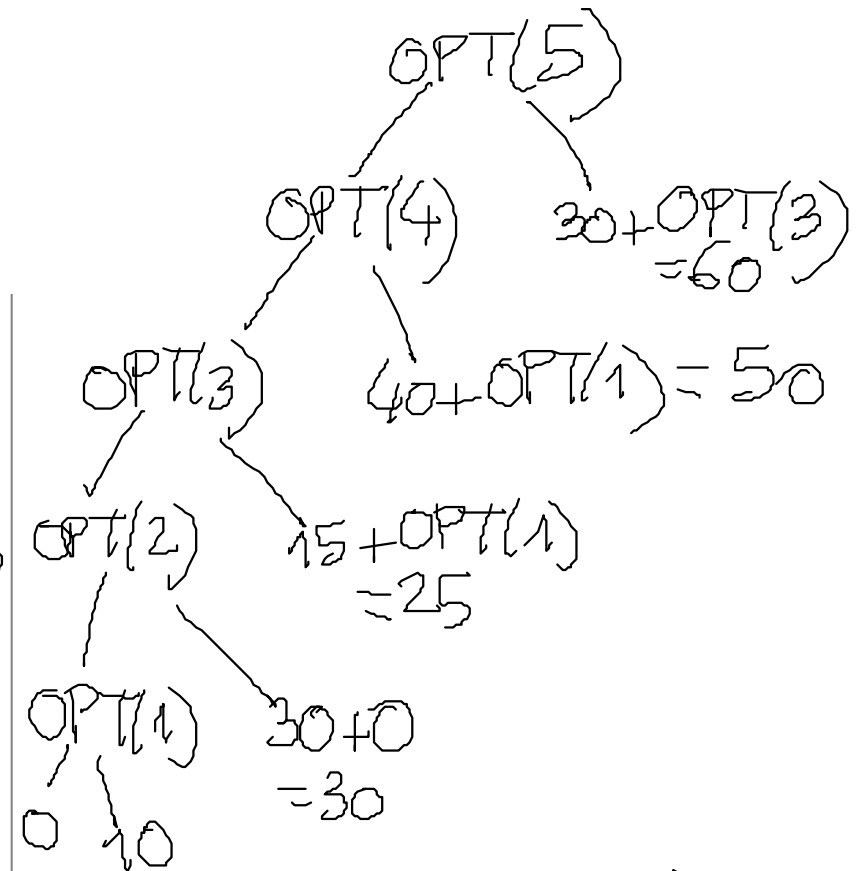 OPT(5)
OPT(4) 30+OPT(3)
=60
OPT(3) 40+OPT(1) = 50
OPT(2) 15+OPT(1)
=25
OPT(1) 30+0
=30
0 10